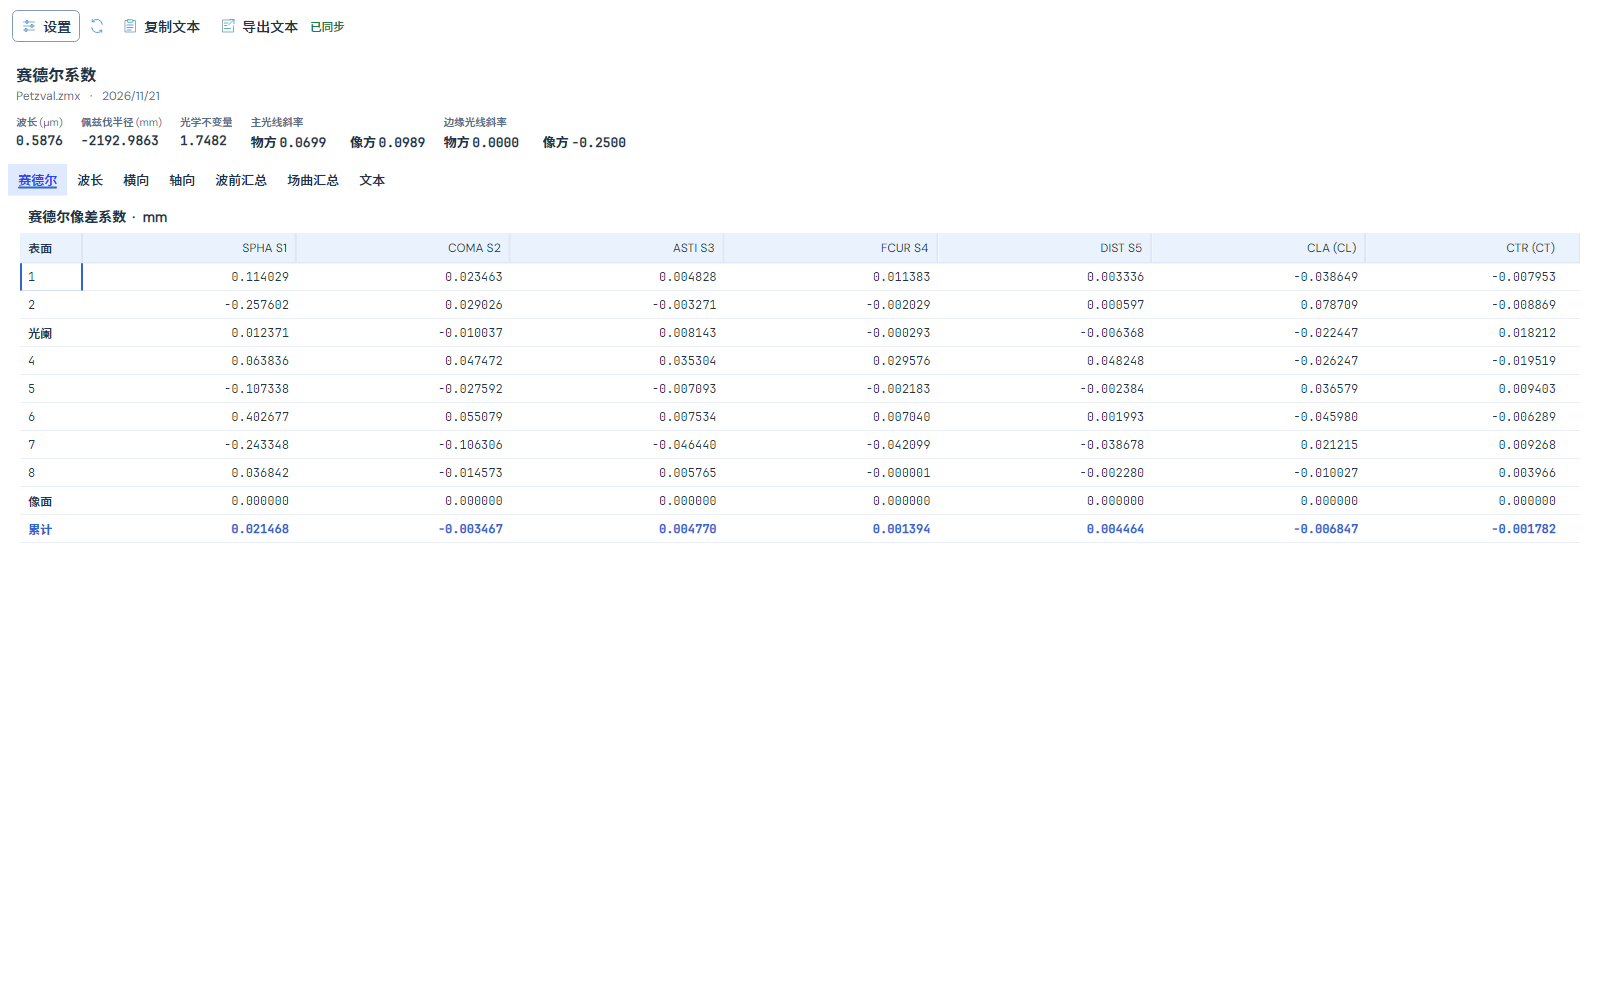 设置 复制文本 导出文本 已同步
赛德尔系数
Petzval.zmx · 2026/11/21
波长 (μm) 佩兹伐半径 (mm) 光学不变量 主光线斜率 边缘光线斜率
0.5876 -2192.9863 1.7482 物方 0.0699 像方 0.0989 物方 0.0000 像方 -0.2500
赛德尔 波长 横向 轴向 波前汇总 场曲汇总 文本
赛德尔像差系数 · mm
表面 SPHA S1 COMA S2 ASTI S3 FCUR S4 DIST S5 CLA (CL) CTR (CT)
1 0.114029 0.023463 0.004828 0.011383 0.003336 -0.038649 -0.007953
2 -0.257602 0.029026 -0.003271 -0.002029 0.000597 0.078709 -0.008869
光阑 0.012371 -0.010037 0.008143 -0.000293 -0.006368 -0.022447 0.018212
4 0.063836 0.047472 0.035304 0.029576 0.048248 -0.026247 -0.019519
5 -0.107338 -0.027592 -0.007093 -0.002183 -0.002384 0.036579 0.009403
6 0.402677 0.055079 0.007534 0.007040 0.001993 -0.045980 -0.006289
7 -0.243348 -0.106306 -0.046440 -0.042099 -0.038678 0.021215 0.009268
8 0.036842 -0.014573 0.005765 -0.000001 -0.002280 -0.010027 0.003966
像面 0.000000 0.000000 0.000000 0.000000 0.000000 0.000000 0.000000
累计 0.021468 -0.003467 0.004770 0.001394 0.004464 -0.006847 -0.001782